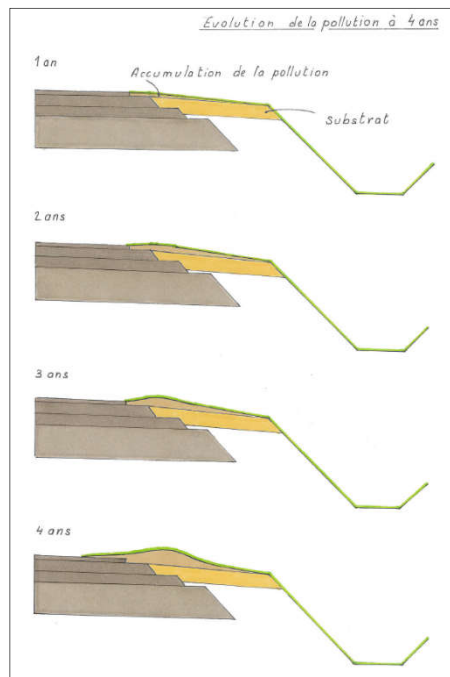 Evolution de la pollution à 4 ans
1 an
Accumulation de la pollution
Substrat
2 ans
3 ans
4 ans